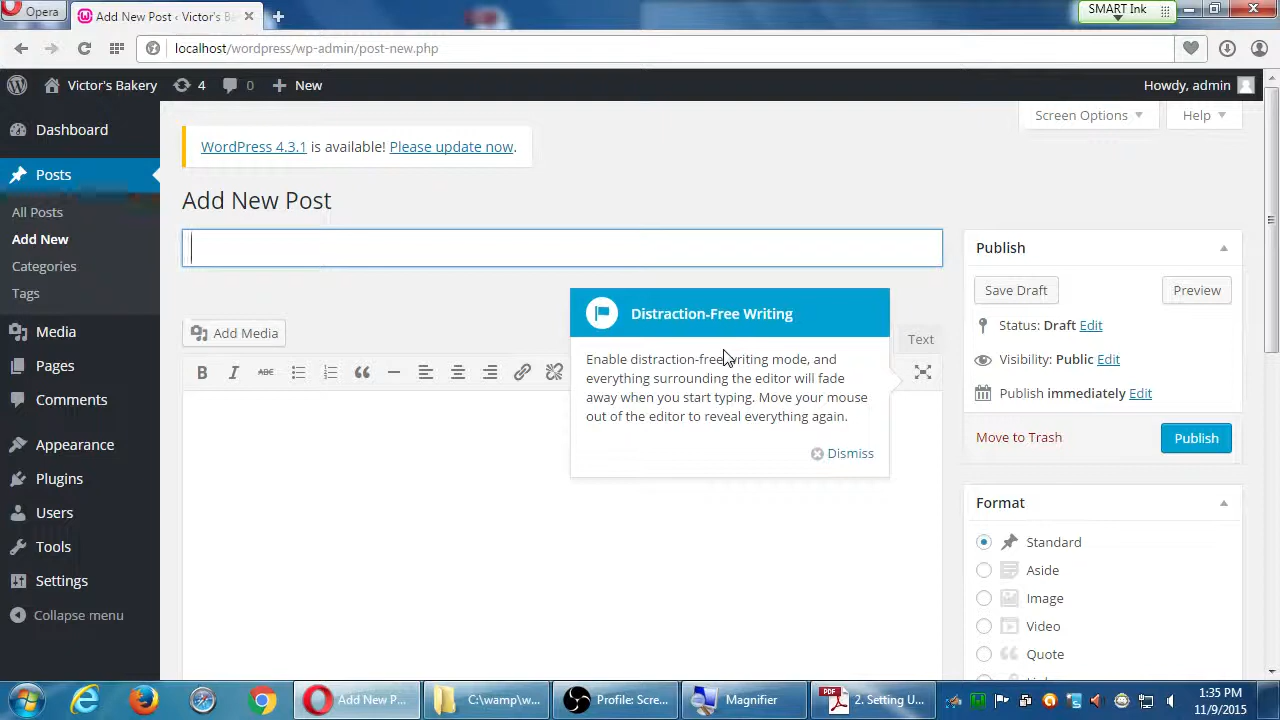 Opera
Add New Post ‹ Victor's B
SMART Ink
localhost/wordpress/wp-admin/post-new.php
Victor's Bakery
4
0
New
Howdy, admin
Dashboard
Posts
All Posts
Add New
Categories
Tags
Media
Pages
Comments
Appearance
Plugins
Users
Tools
Settings
Collapse menu
Screen Options
Help
WordPress 4.3.1 is available! Please update now.
Add New Post
Add Media
Text
B I ABC
Distraction-Free Writing
Enable distraction-free writing mode, and
everything surrounding the editor will fade
away when you start typing. Move your mouse
out of the editor to reveal everything again.
Dismiss
Publish
Save Draft
Preview
Status: Draft Edit
Visibility: Public Edit
Publish immediately Edit
Move to Trash
Publish
Format
Standard
Aside
Image
Video
Quote
Add New P...
C:\wamp\w...
Profile: Scre...
Magnifier
PDF
2. Setting U...
1:35 PM
11/9/2015